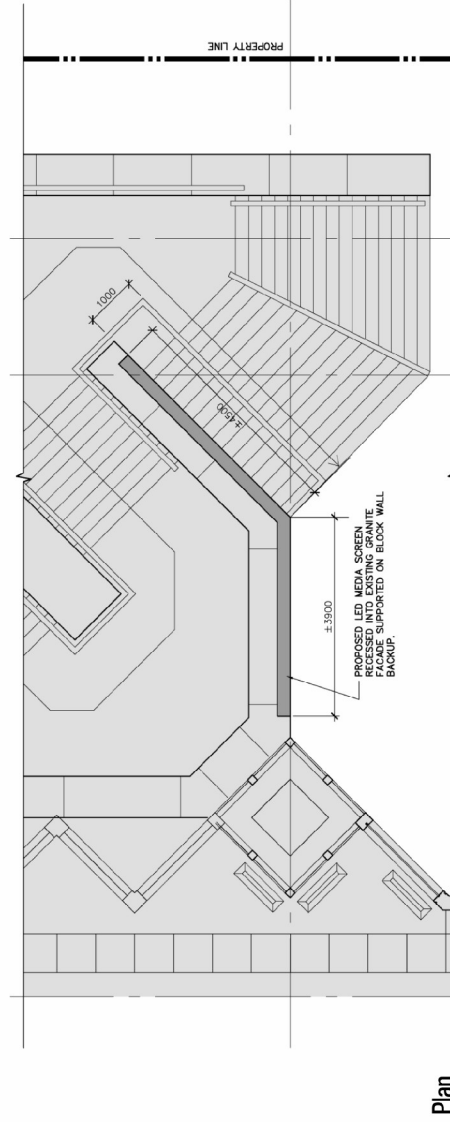 PROPERTY LINE
1000
±4500
±3900
PROPOSED LED MEDIA SCREEN
RECESSED INTO EXISTING GRANITE
FACADE SUPPORTED ON BLOCK WALL
BACKUP.
Plan